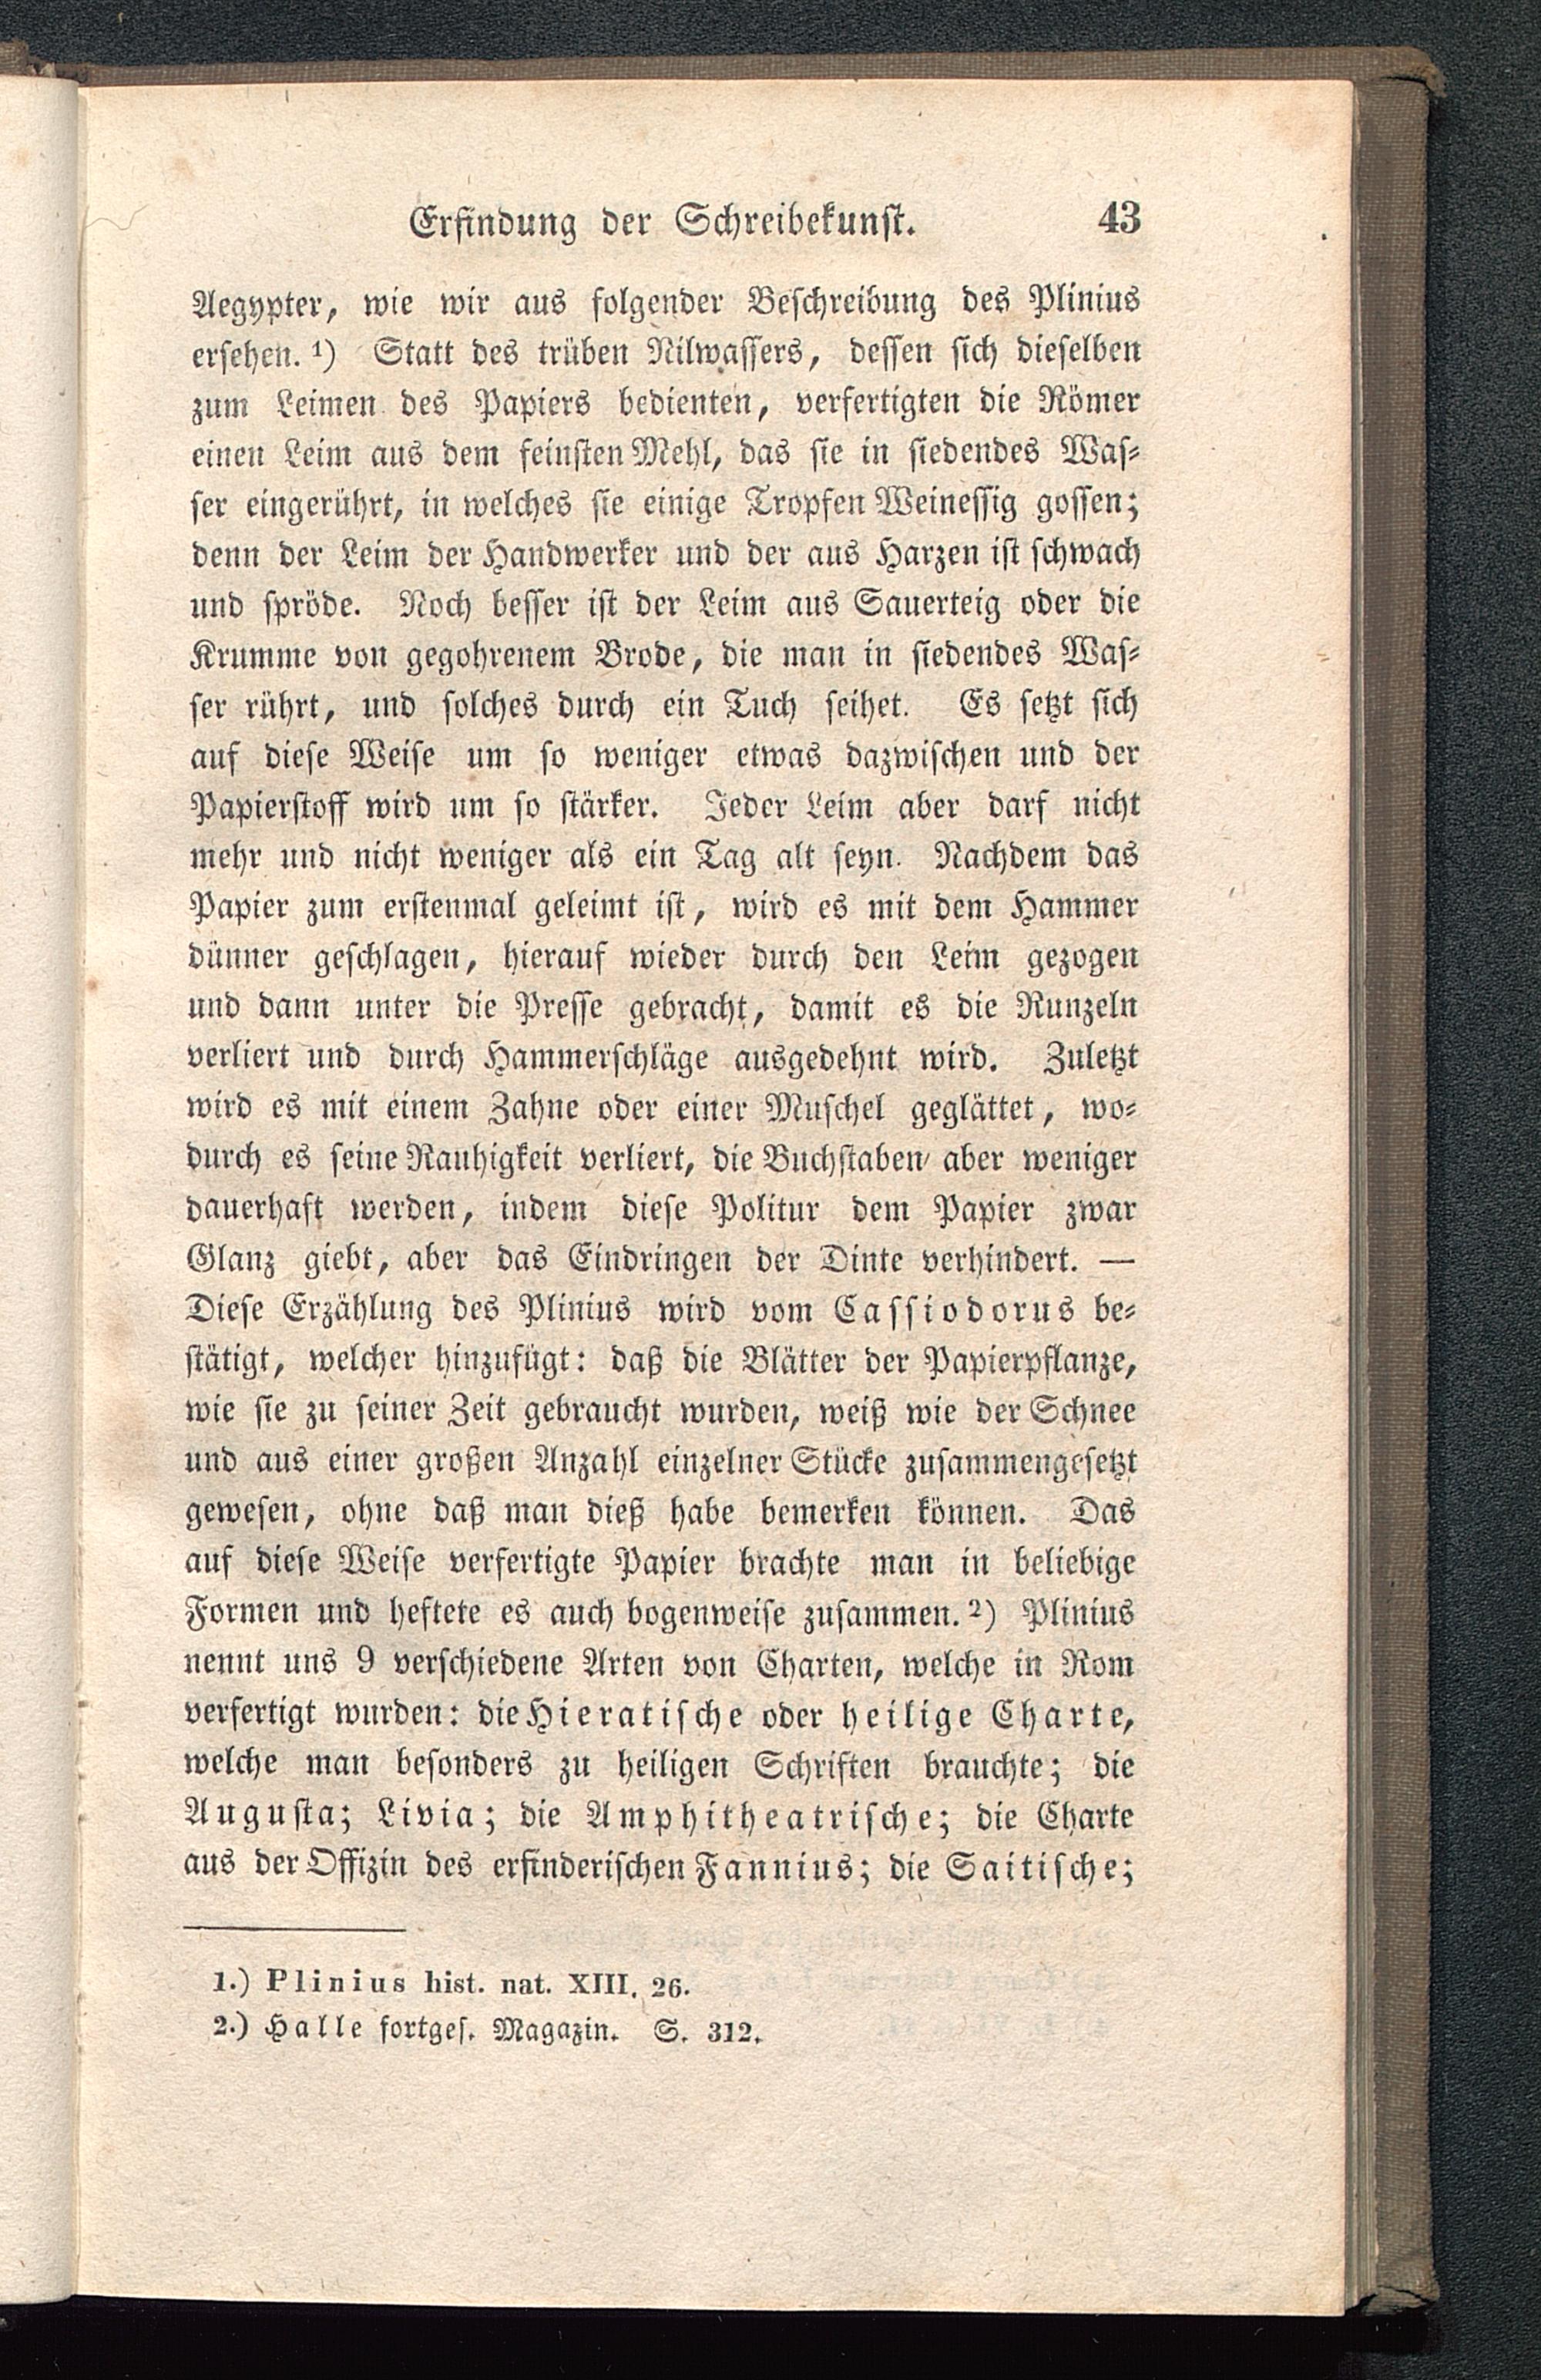 Erfindung der Schreibekunst. 43
Aegypter, wie wir aus folgender Beschreibung des Plinius
ersehen. 1) Statt des trüben Nilwassers, dessen sich dieselben
zum Leimen des Papiers bedienten, verfertigten die Römer
einen Leim aus dem feinsten Mehl, das sie in siedendes Was-
ser eingerührt, in welches sie einige Tropfen Weinessig gossen;
denn der Leim der Handwerker und der aus Harzen ist schwach
und spröde. Noch besser ist der Leim aus Sauerteig oder die
Krumme von gegohrenem Brode, die man in siedendes Was-
ser rührt, und solches durch ein Tuch seihet. Es setzt sich
auf diese Weise um so weniger etwas dazwischen und der
Papierstoff wird um so stärker. Jeder Leim aber darf nicht
mehr und nicht weniger als ein Tag alt seyn. Nachdem das
Papier zum erstenmal geleimt ist, wird es mit dem Hammer
dünner geschlagen, hierauf wieder durch den Leim gezogen
und dann unter die Presse gebracht, damit es die Runzeln
verliert und durch Hammerschläge ausgedehnt wird. Zuletzt
wird es mit einem Zahne oder einer Muschel geglättet, wo-
durch es seine Rauhigkeit verliert, die Buchstaben aber weniger
dauerhaft werden, indem diese Politur dem Papier zwar
Glanz giebt, aber das Eindringen der Dinte verhindert. —
Diese Erzählung des Plinius wird vom Cassiodorus be-
stätigt, welcher hinzufügt: daß die Blätter der Papierpflanze,
wie sie zu seiner Zeit gebraucht wurden, weiß wie der Schnee
und aus einer großen Anzahl einzelner Stücke zusammengesetzt
gewesen, ohne daß man dieß habe bemerken können. Das
auf diese Weise verfertigte Papier brachte man in beliebige
Formen und heftete es auch bogenweise zusammen. 2) Plinius
nennt uns 9 verschiedene Arten von Charten, welche in Rom
verfertigt wurden: die Hieratische oder heilige Charte,
welche man besonders zu heiligen Schriften brauchte; die
Augusta; Livia; die Amphitheatrische; die Charte
aus der Offizin des erfinderischen Fannius; die Saitische;
1.) Plinius hist. nat. XIII. 26.
2.) Halle fortges. Magazin. S. 312.